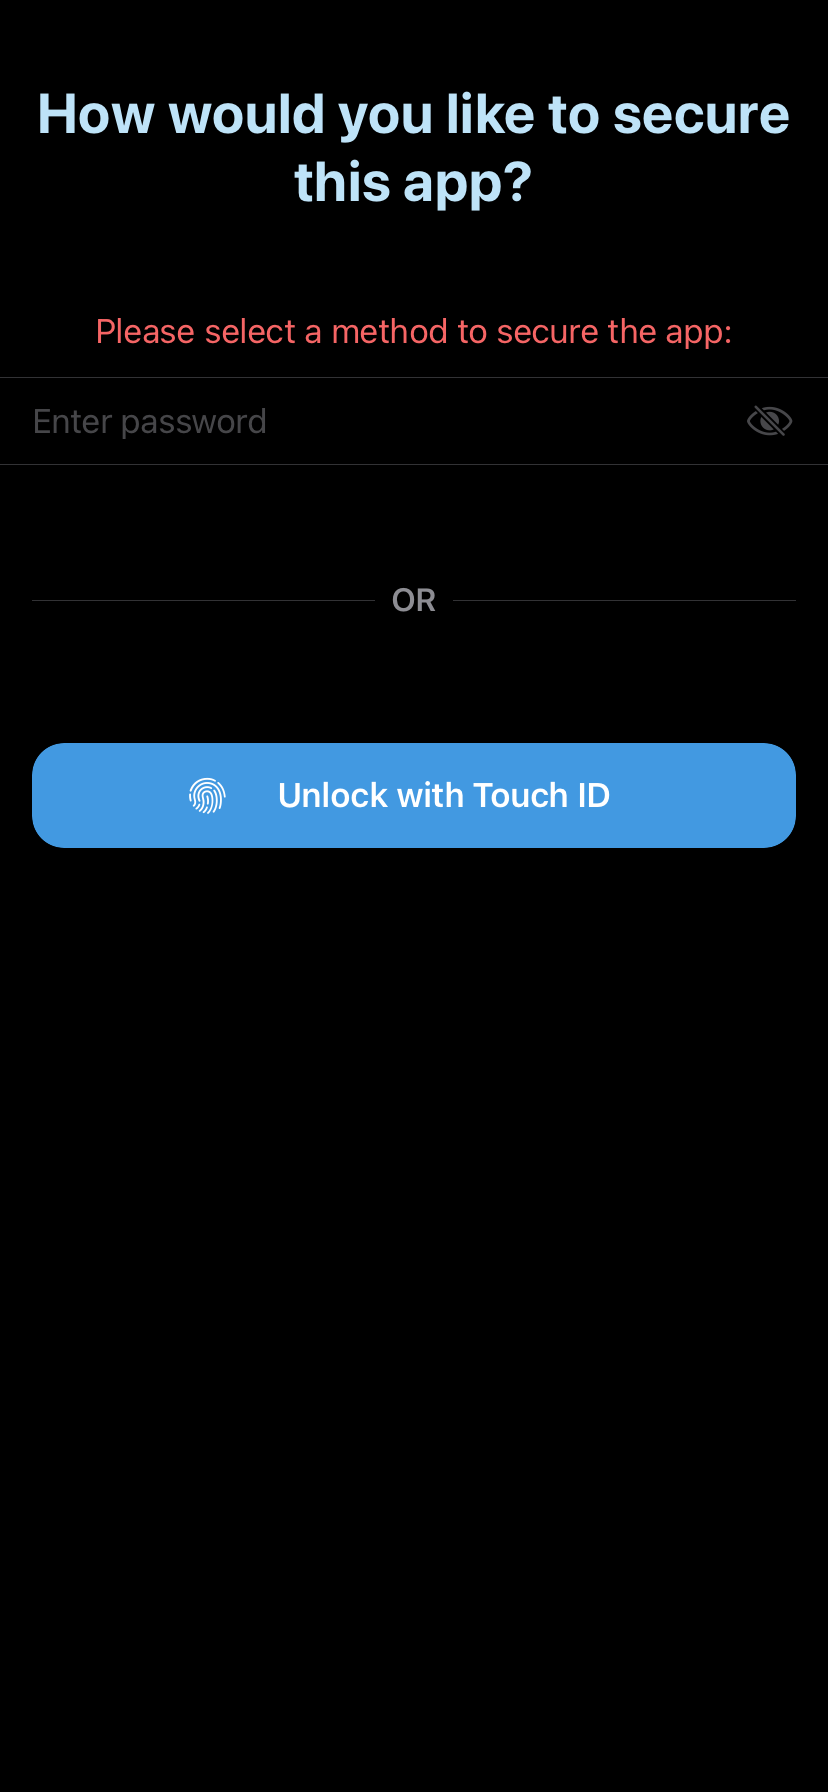 How would you like to secure
this app?
Please select a method to secure the app:
Enter password
OR
Unlock with Touch ID